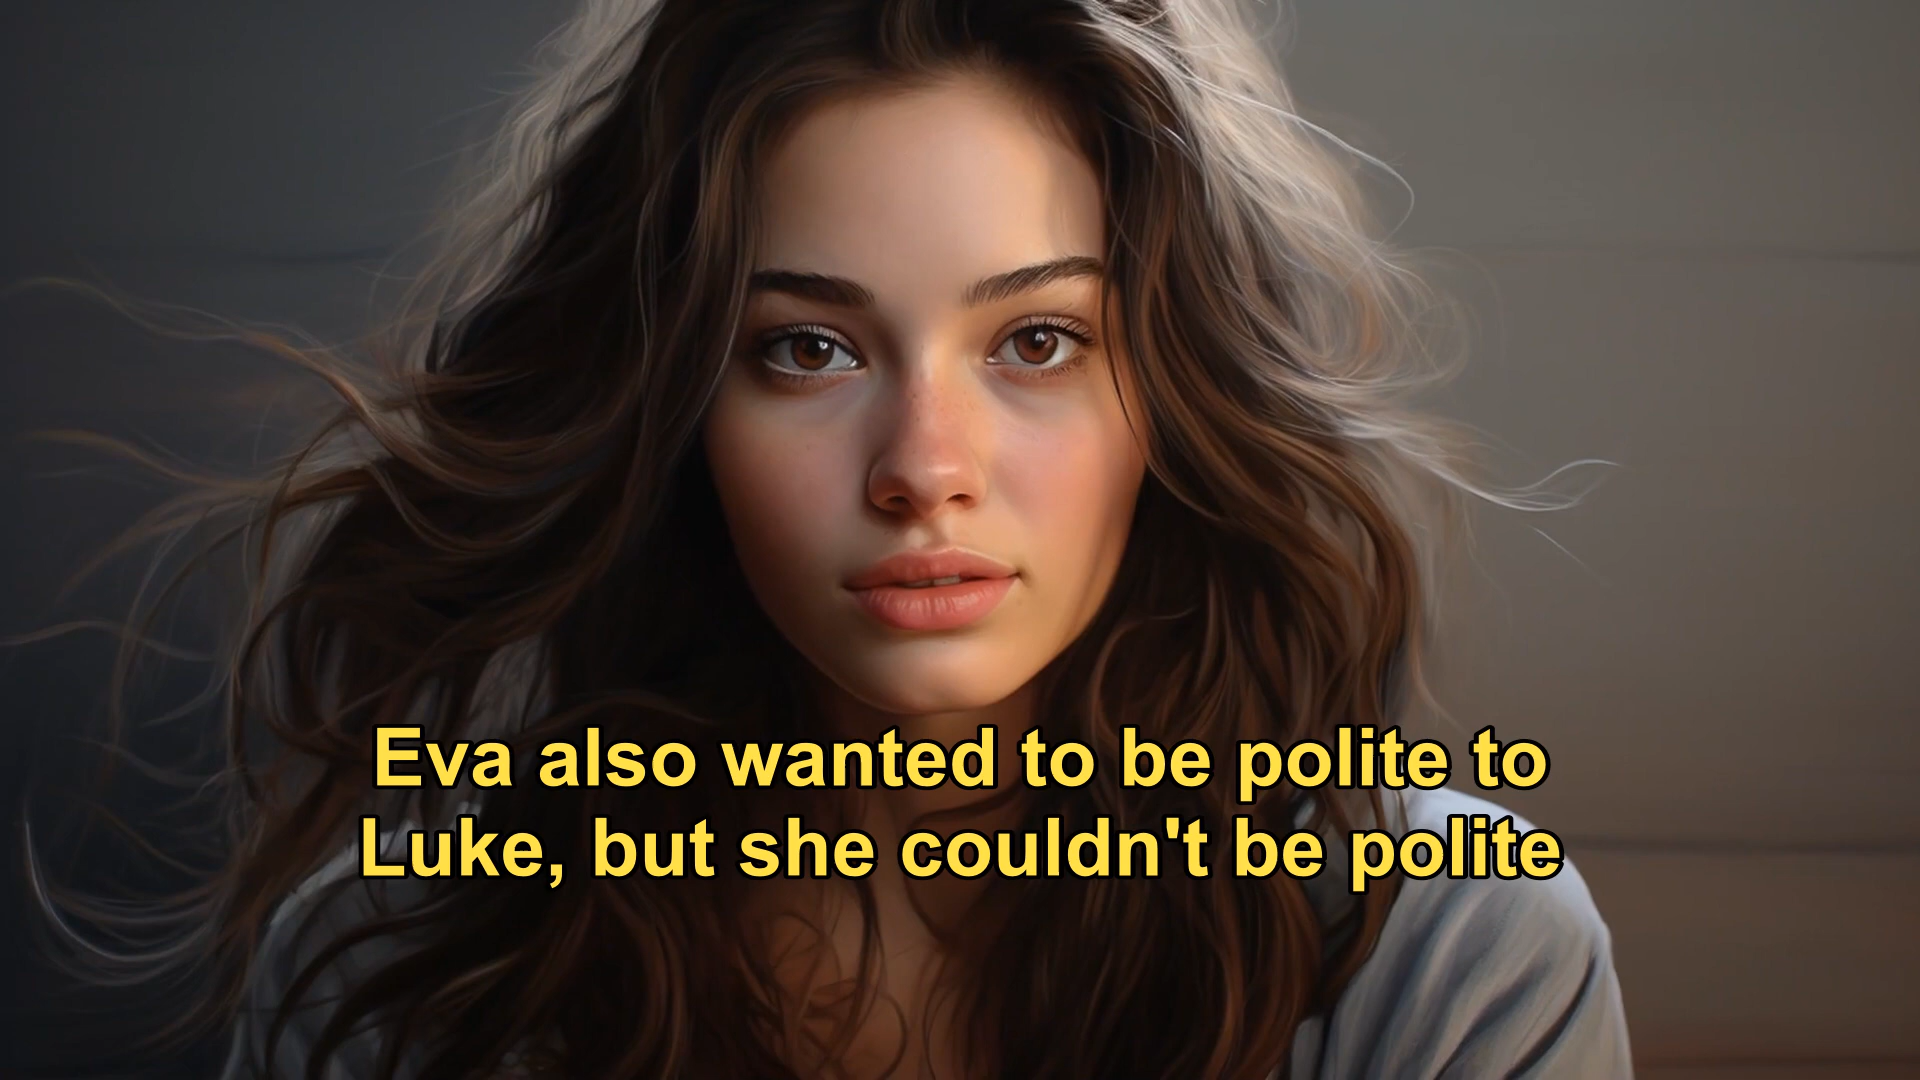 Eva also wanted to be polite to
Luke, but she couldn't be polite